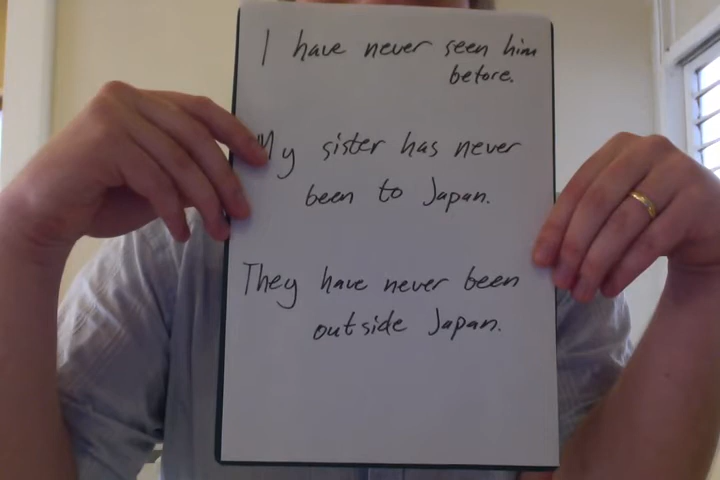 I have never seen him
before.
My sister has never
been to Japan.
They have never been
outside Japan.